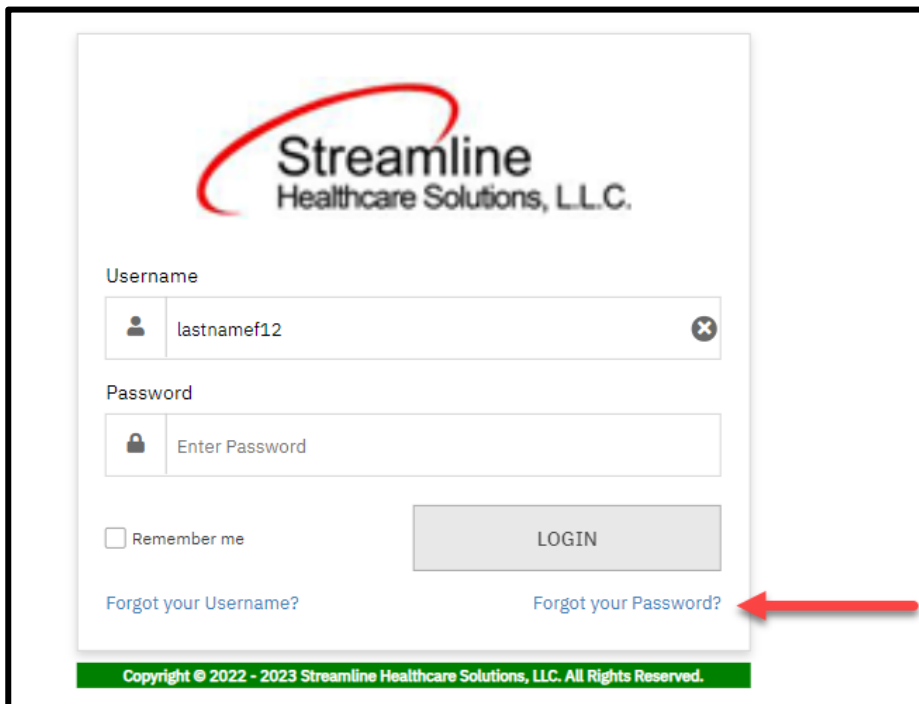 Streamline
Healthcare Solutions, L.L.C.
Username
lastnamef12
Password
Enter Password
Remember me
LOGIN
Forgot your Username?
Forgot your Password?
Copyright © 2022 - 2023 Streamline Healthcare Solutions, LLC. All Rights Reserved.